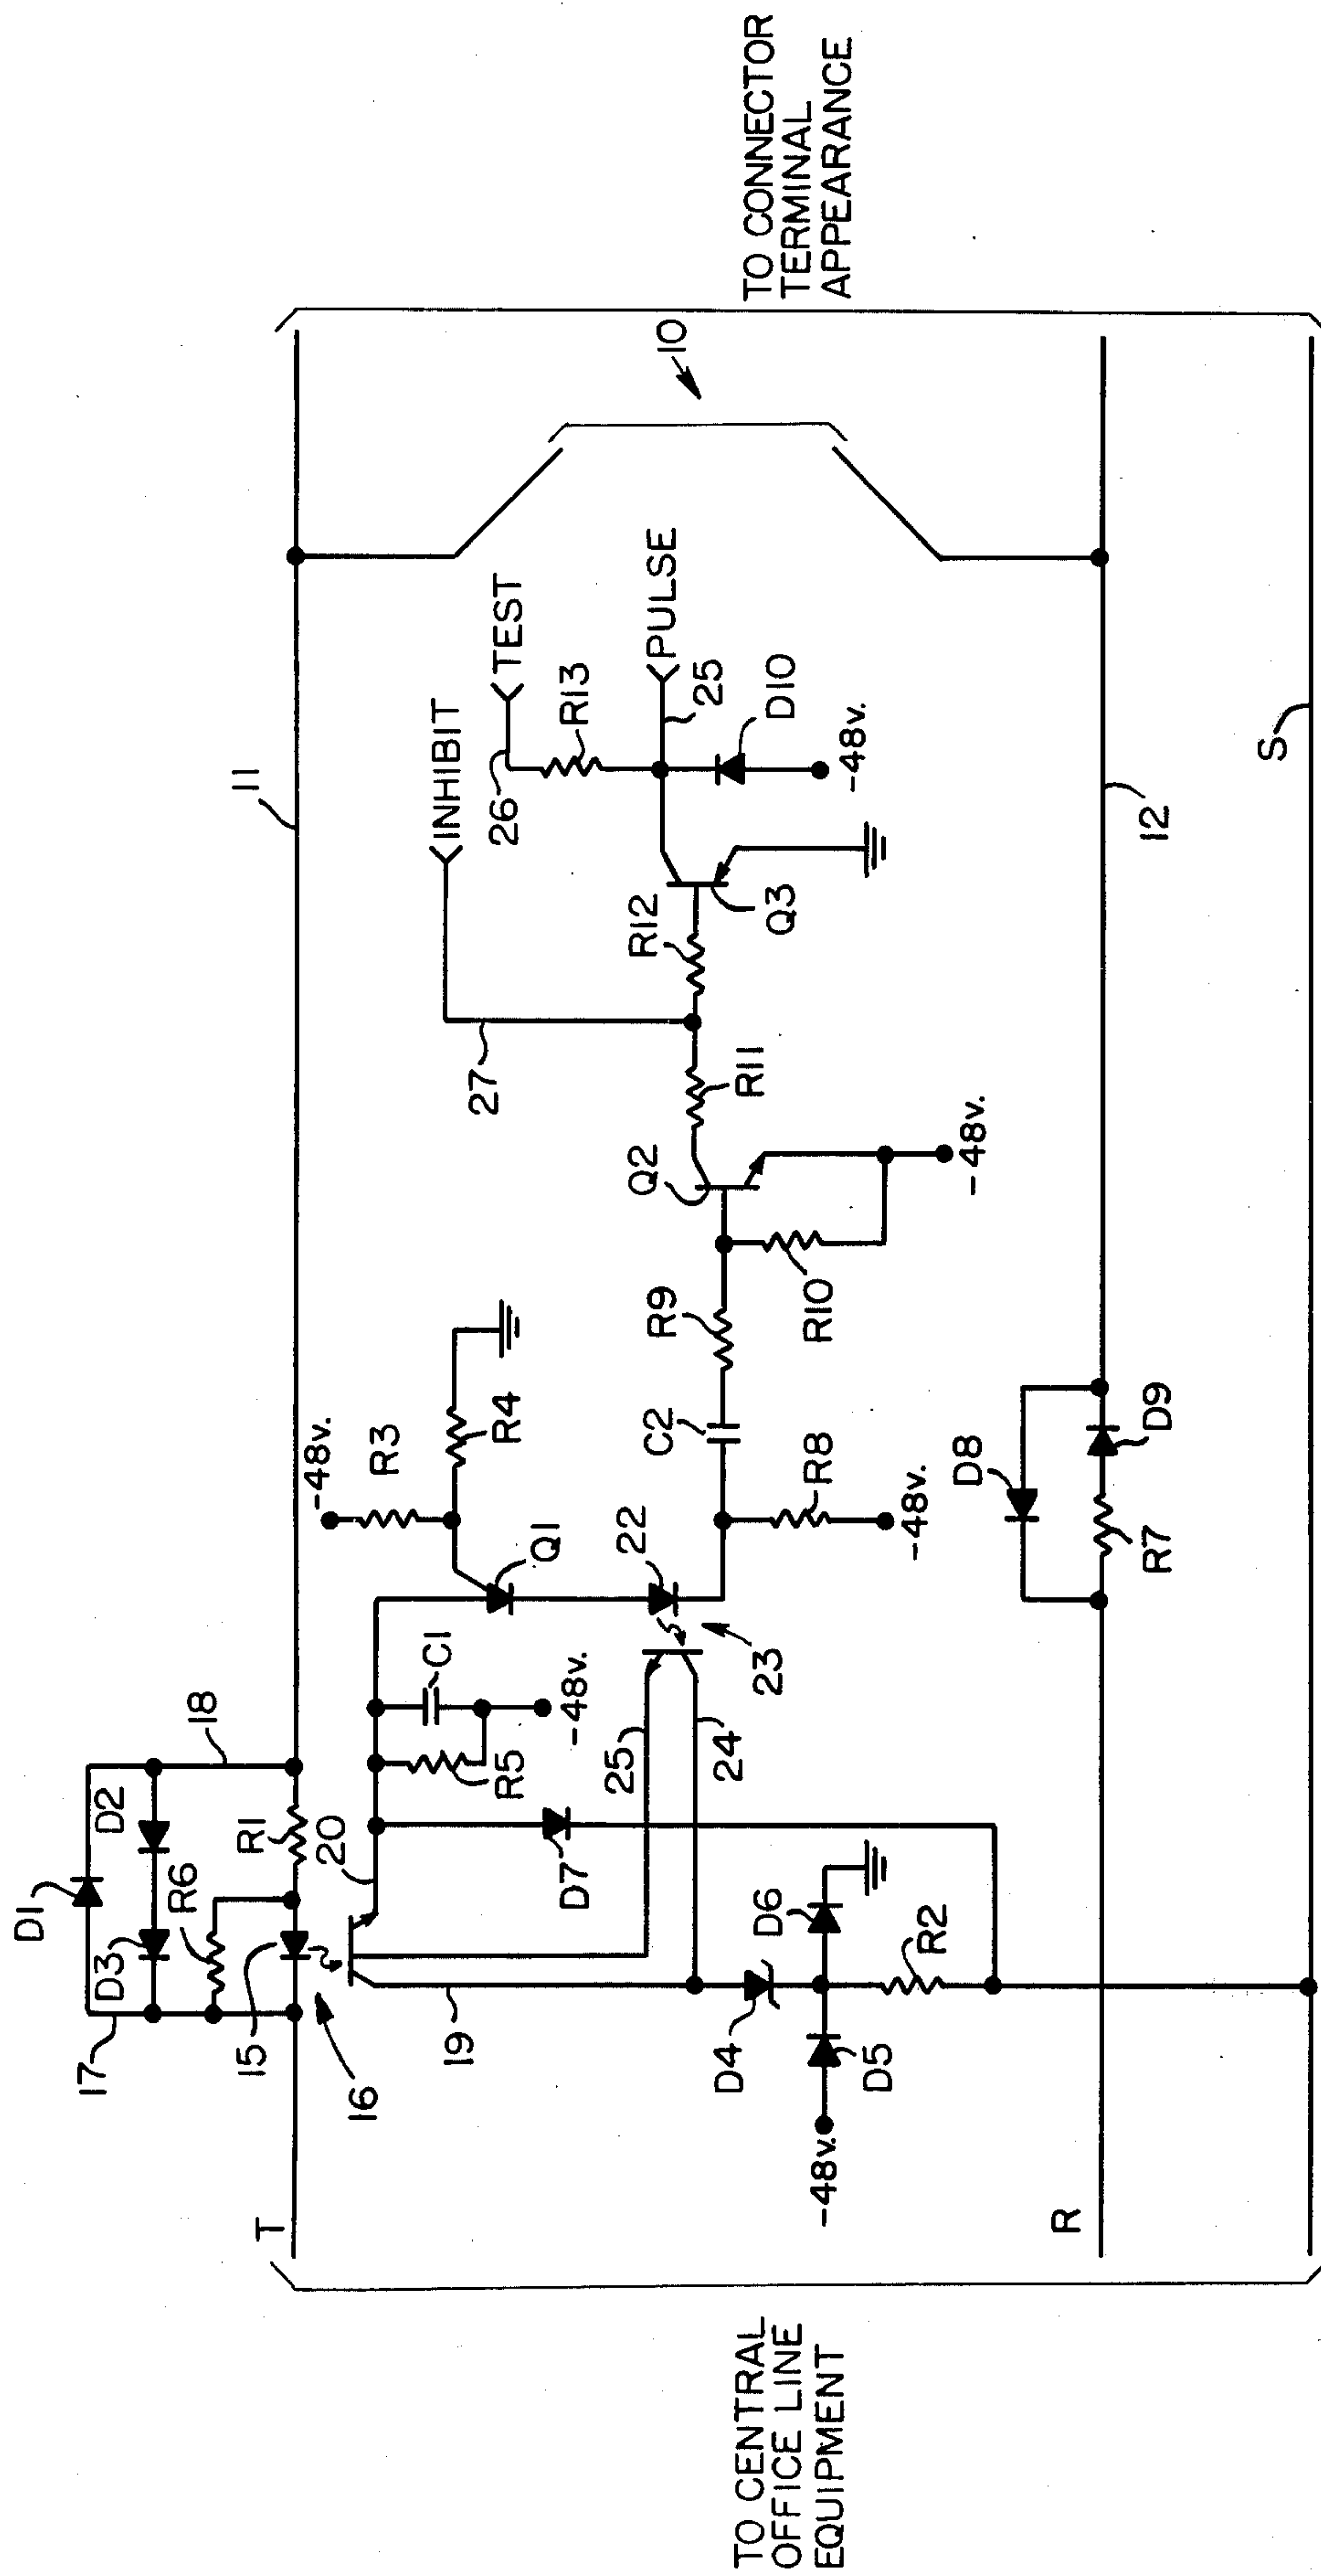 TO CENTRAL
OFFICE LINE
EQUIPMENT
TO CONNECTOR
TERMINAL
APPEARANCE
T
R
S
D1
17
18
D2
D3
R6
15
R1
11
16
20
19
R5
C1
-48v.
-48v.
R3
R4
Q1
22
23
25
24
D7
D4
D6
D5
-48v.
R2
R8
-48v.
C2
R9
R10
Q2
-48v.
R11
27
INHIBIT
R12
Q3
26
TEST
R13
PULSE
25
D10
-48v.
10
D8
R7
D9
12